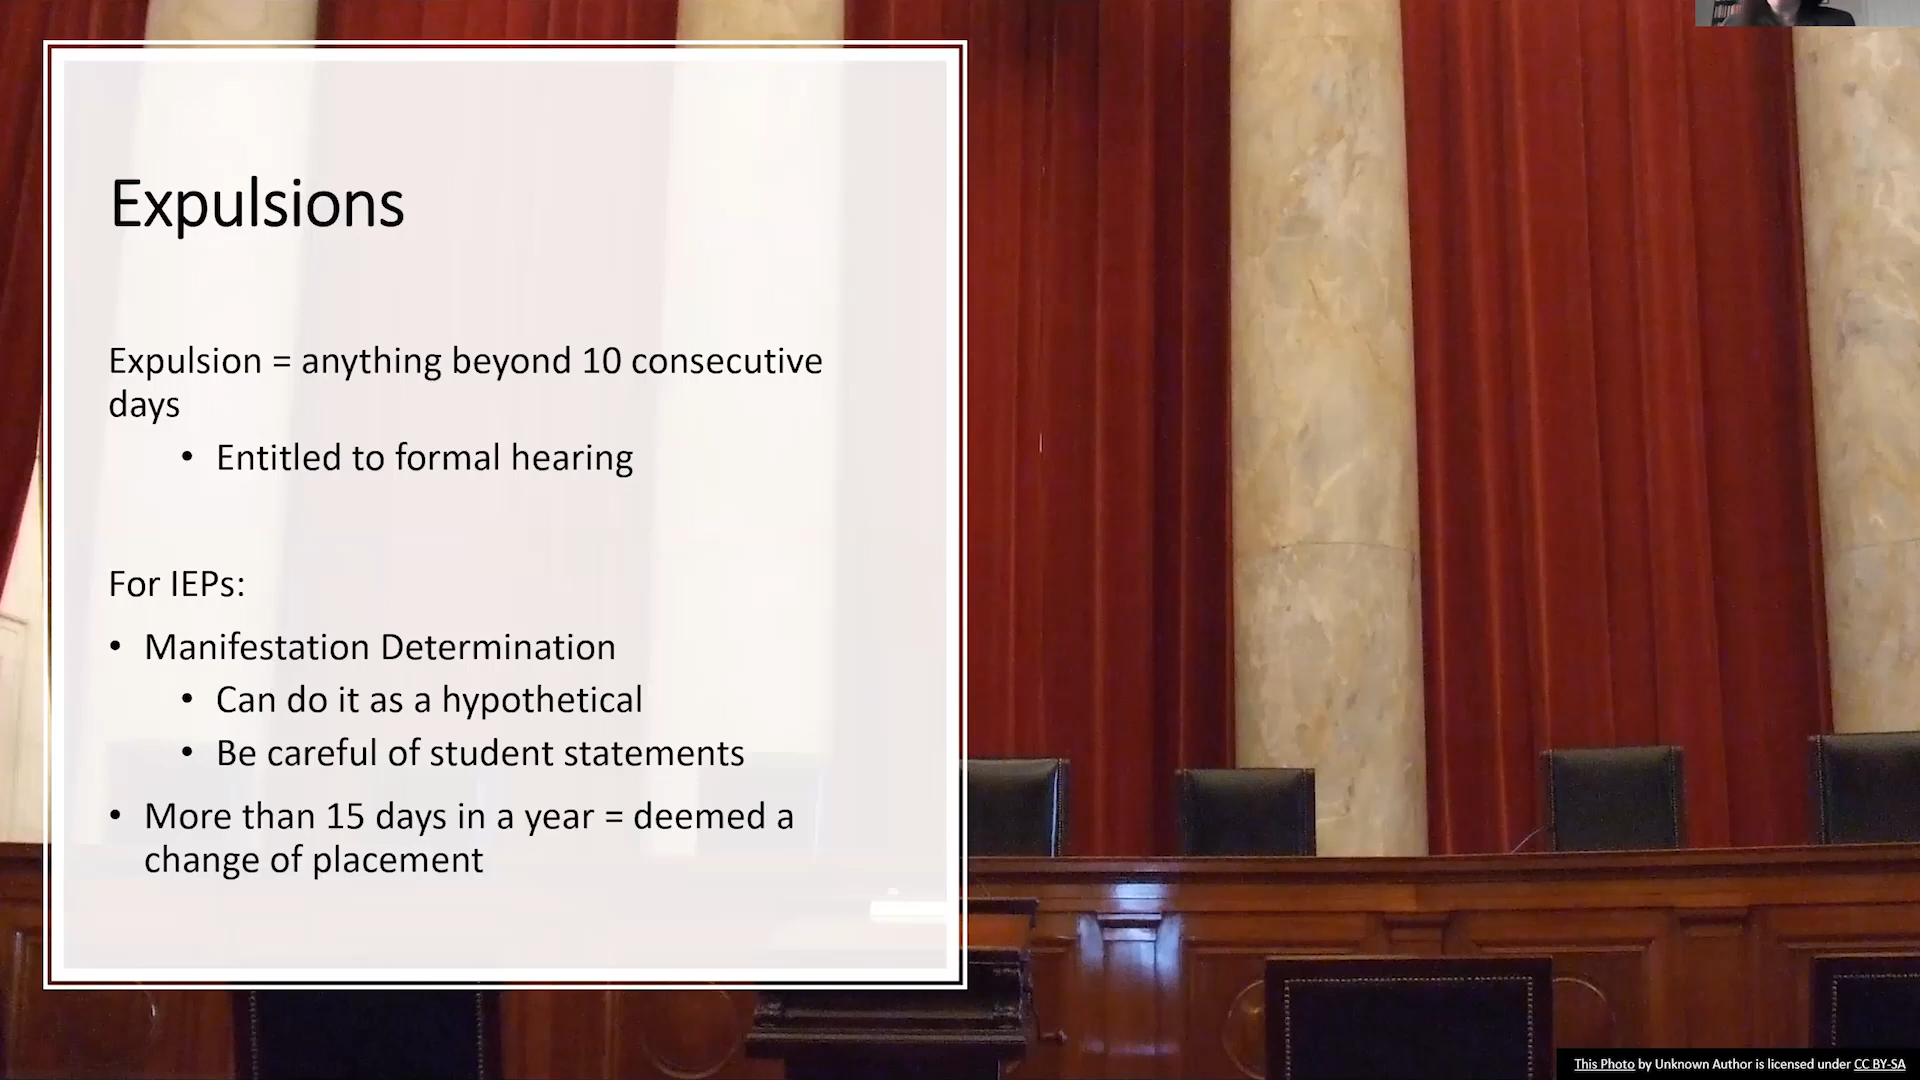 Expulsions
Expulsion = anything beyond 10 consecutive
days
• Entitled to formal hearing
For IEPs:
• Manifestation Determination
• Can do it as a hypothetical
• Be careful of student statements
• More than 15 days in a year = deemed a
change of placement
This Photo by Unknown Author is licensed under CC BY-SA